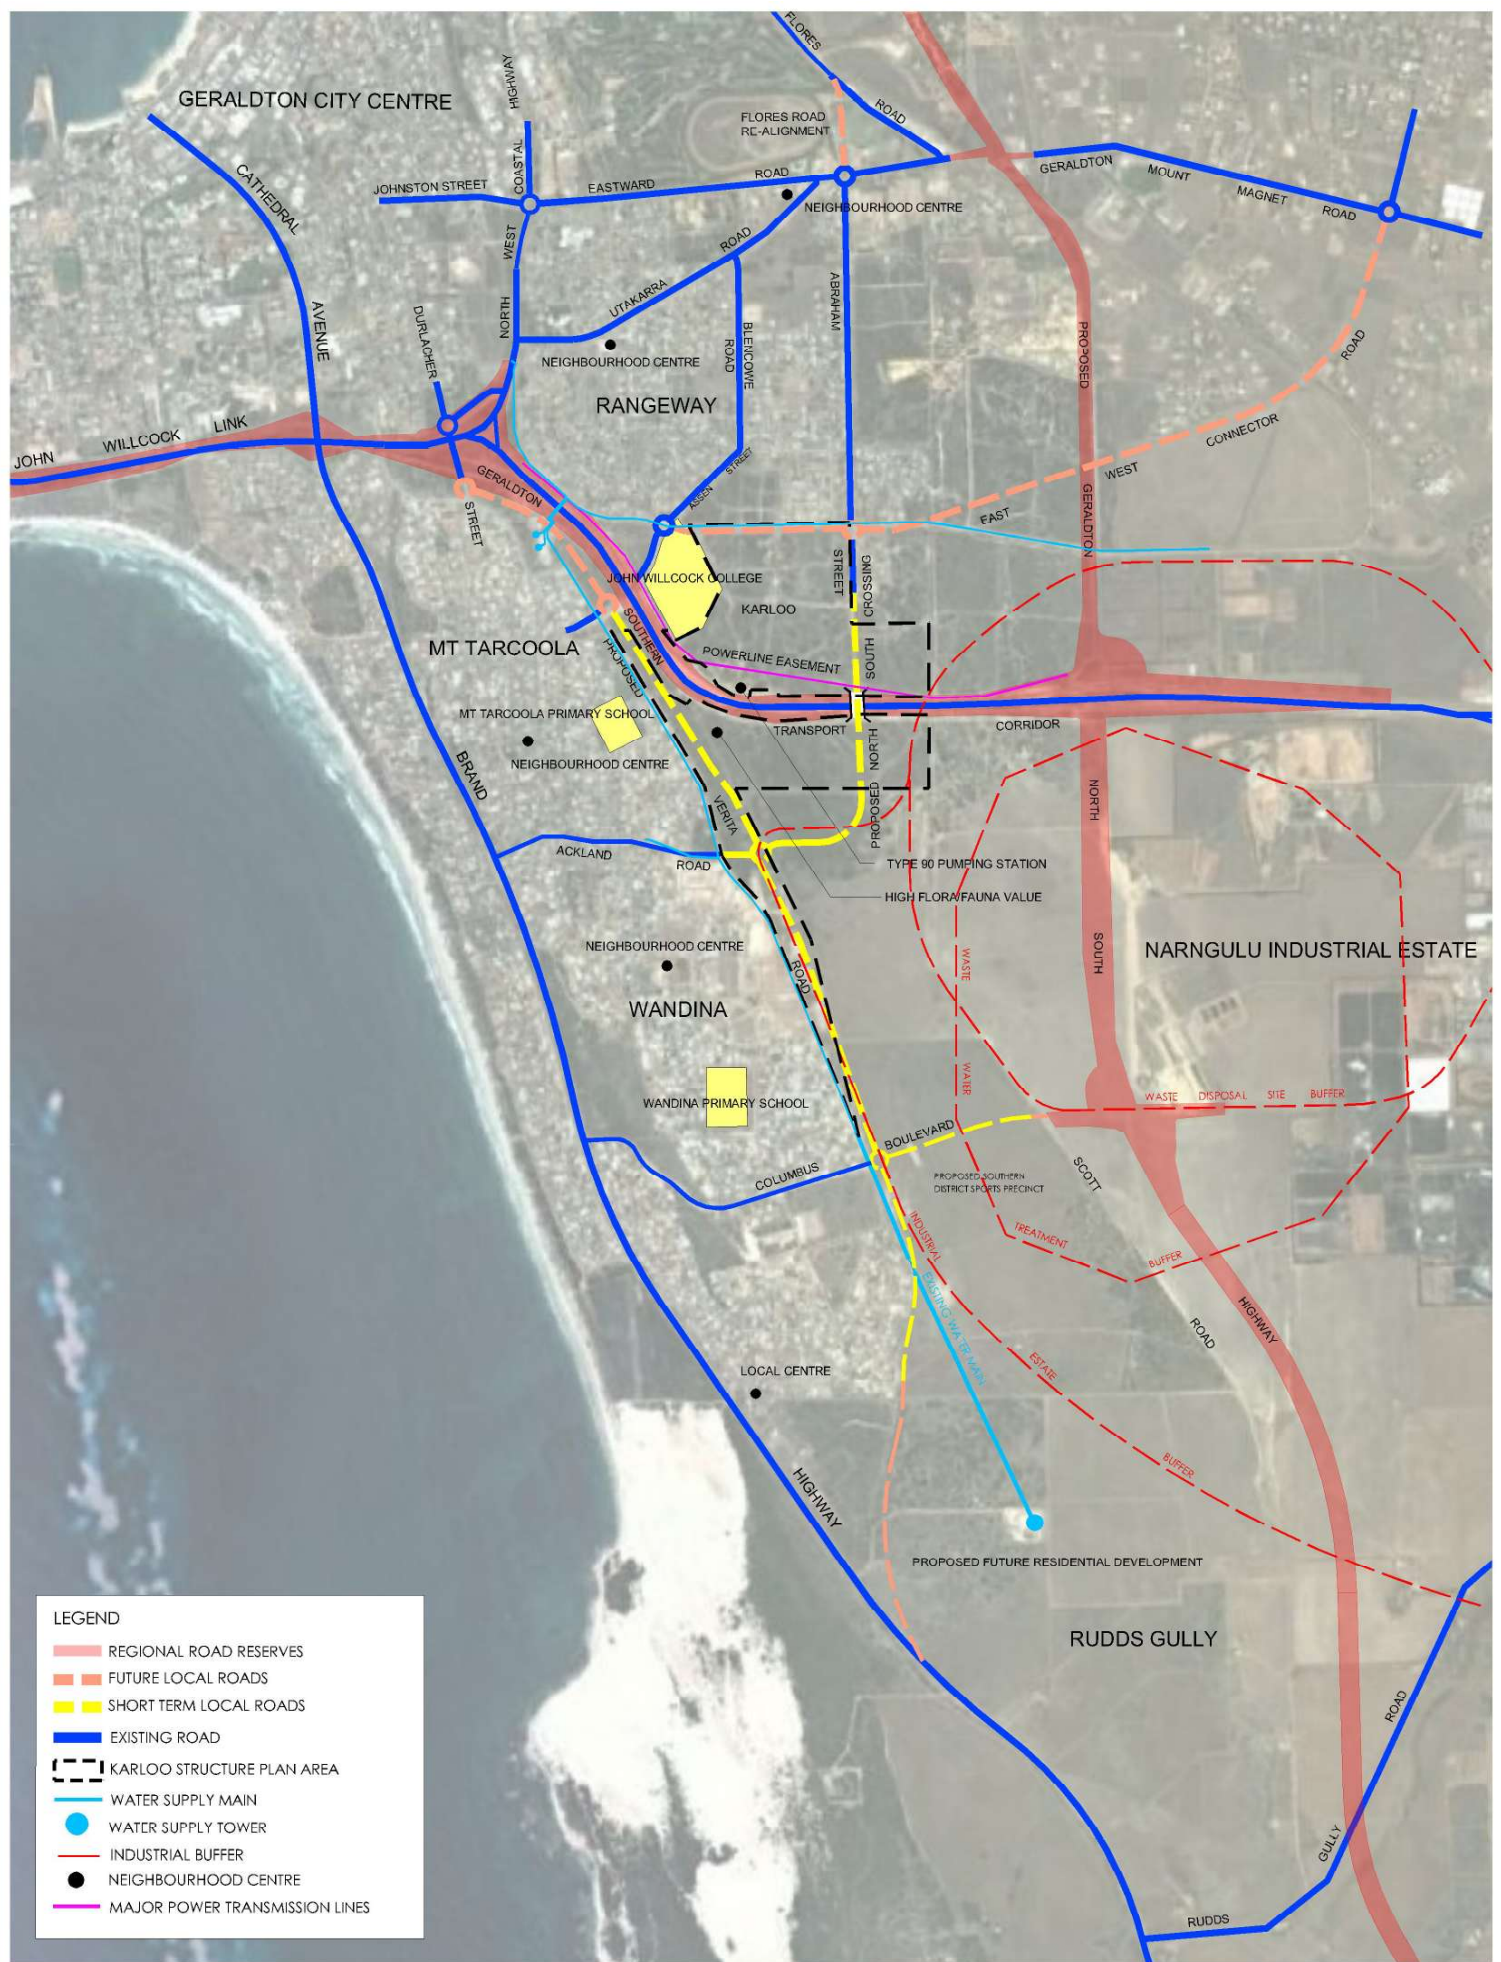 FLORES
ROAD
GERALDTON CITY CENTRE
HIGHWAY
COASTAL
WEST
NORTH
FLORES ROAD
RE-ALIGNMENT
CATHEDRAL
AVENUE
JOHNSTON STREET
EASTWARD
ROAD
NEIGHBOURHOOD CENTRE
GERALDTON
MOUNT
MAGNET
ROAD
UTAKARRA
ROAD
ABRAHAM
BLENCOWE
ROAD
DURLACHER
NEIGHBOURHOOD CENTRE
RANGEWAY
PROPOSED
ROAD
CONNECTOR
WEST
EAST
JOHN
WILLCOCK
LINK
GERALDTON
STREET
ASSEN
STREET
GERALDTON
STREET
CROSSING
JOHN WILLCOCK COLLEGE
KARLOO
SOUTHERN
MT TARCOOLA
PROPOSED
POWERLINE EASEMENT
SOUTH
MT TARCOOLA PRIMARY SCHOOL
TRANSPORT
CORRIDOR
NORTH
NEIGHBOURHOOD CENTRE
BRAND
VERITA
PROPOSED
NORTH
ACKLAND
ROAD
TYPE 90 PUMPING STATION
HIGH FLORA/FAUNA VALUE
NEIGHBOURHOOD CENTRE
ROAD
WASTE
SOUTH
NARNGULU INDUSTRIAL ESTATE
WANDINA
WATER
WASTE DISPOSAL SITE BUFFER
WANDINA PRIMARY SCHOOL
BOULEVARD
COLUMBUS
PROPOSED SOUTHERN
DISTRICT SPORTS PRECINCT
SCOTT
TREATMENT
BUFFER
INDUSTRIAL
EXISTING WATER MAIN
ROAD
HIGHWAY
ESTATE
LOCAL CENTRE
BUFFER
HIGHWAY
PROPOSED FUTURE RESIDENTIAL DEVELOPMENT
RUDDS GULLY
ROAD
GULLY
RUDDS
LEGEND
REGIONAL ROAD RESERVES
FUTURE LOCAL ROADS
SHORT TERM LOCAL ROADS
EXISTING ROAD
KARLOO STRUCTURE PLAN AREA
WATER SUPPLY MAIN
WATER SUPPLY TOWER
INDUSTRIAL BUFFER
NEIGHBOURHOOD CENTRE
MAJOR POWER TRANSMISSION LINES